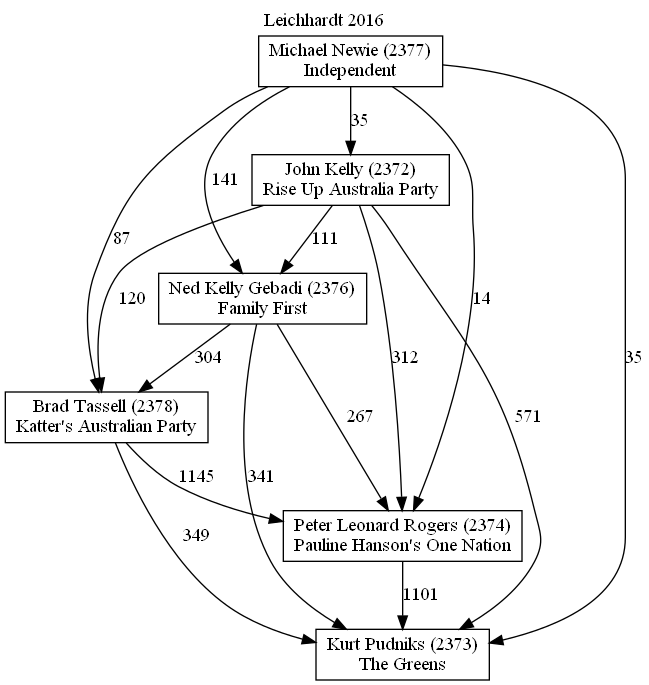 Leichhardt 2016
Michael Newie (2377)
Independent
35
John Kelly (2372)
Rise Up Australia Party
141
87
111
120
Ned Kelly Gebadi (2376)
Family First
14
304
312
35
Brad Tassell (2378)
Katter's Australian Party
267
571
1145
341
349
Peter Leonard Rogers (2374)
Pauline Hanson's One Nation
1101
Kurt Pudniks (2373)
The Greens